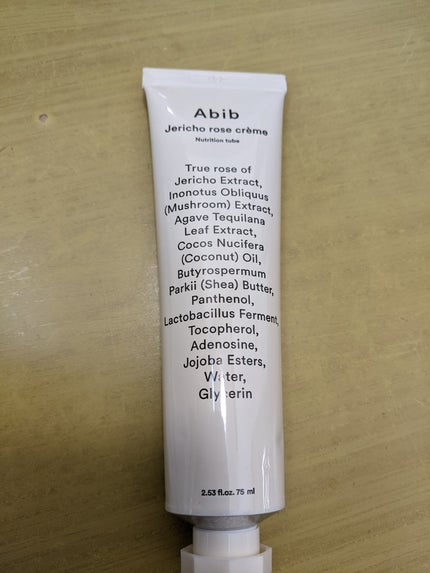 Abib
Jericho rose crème
Nutrition tube
True rose of
Jericho Extract,
Inonotus Obliquus
(Mushroom) Extract,
Agave Tequilana
Leaf Extract,
Cocos Nucifera
(Coconut) Oil,
Butyrospermum
Parkii (Shea) Butter,
Panthenol,
Lactobacillus Ferment,
Tocopherol,
Adenosine,
Jojoba Esters,
Water,
Glycerin
2.53 fl.oz. 75 ml